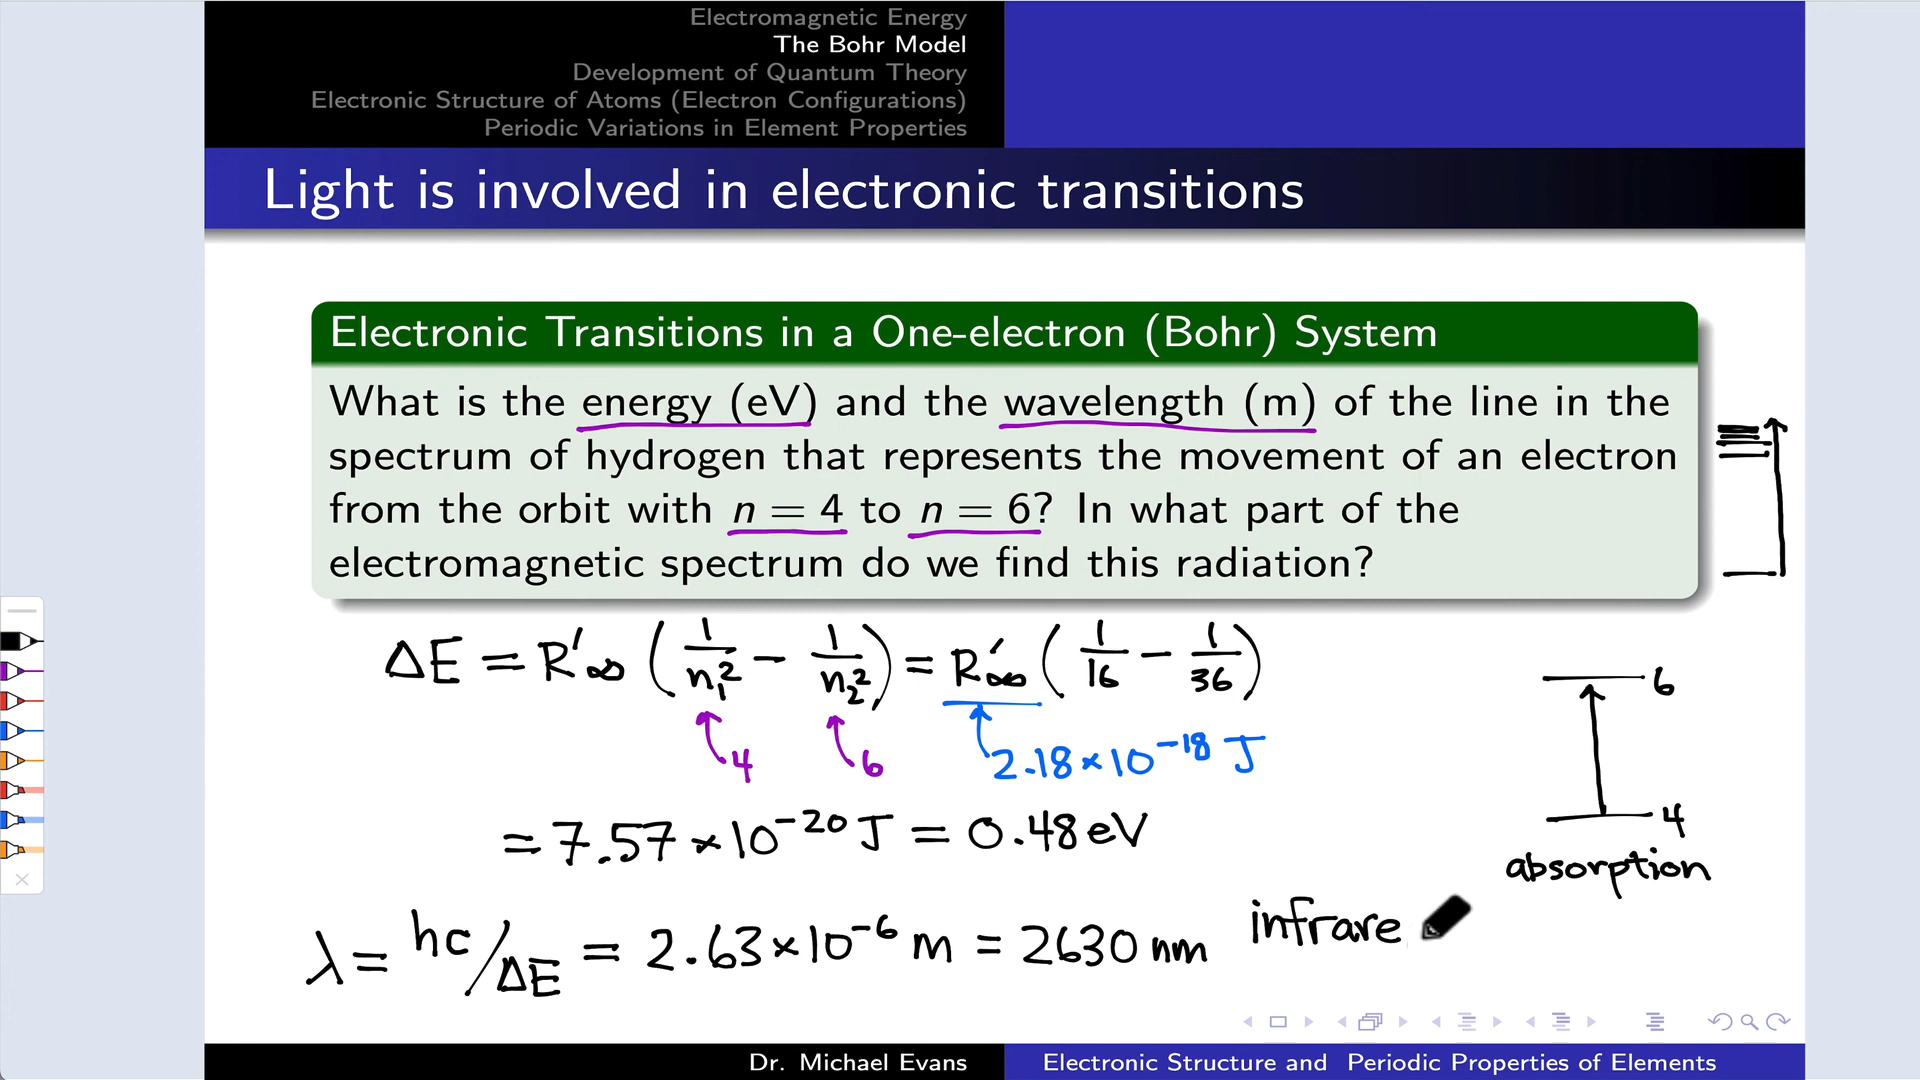 Electromagnetic Energy
The Bohr Model
Development of Quantum Theory
Electronic Structure of Atoms (Electron Configurations)
Periodic Variations in Element Properties
Light is involved in electronic transitions
Electronic Transitions in a One-electron (Bohr) System
What is the energy (eV) and the wavelength (m) of the line in the
spectrum of hydrogen that represents the movement of an electron
from the orbit with n = 4 to n = 6? In what part of the
electromagnetic spectrum do we find this radiation?
ΔE = R'∞ (1/n₁² − 1/n₂²) = R'∞ (1/16 − 1/36)
4 6 2.18×10⁻¹⁸ J
= 7.57×10⁻²⁰ J = 0.48 eV
λ = hc/ΔE = 2.63×10⁻⁶ m = 2630 nm infrare
6
4
absorption
Dr. Michael Evans Electronic Structure and Periodic Properties of Elements